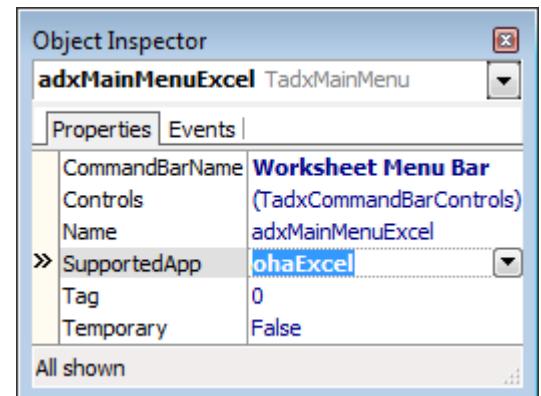 Object Inspector
adxMainMenuExcel TadxMainMenu
Properties Events
CommandBarName Worksheet Menu Bar
Controls (TadxCommandBarControls)
Name adxMainMenuExcel
SupportedApp ohaExcel
Tag 0
Temporary False
All shown